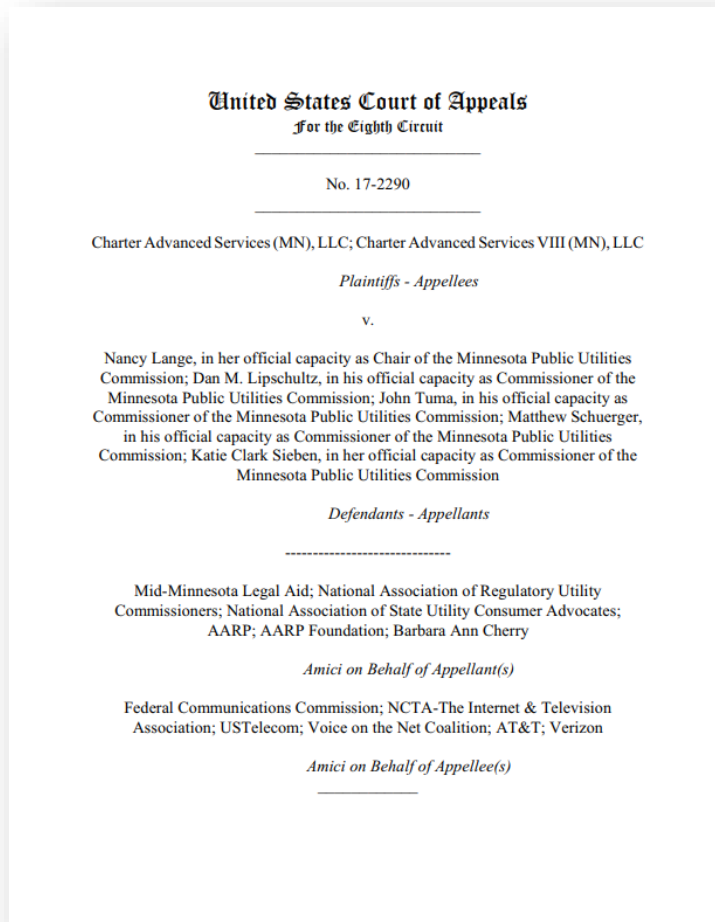 United States Court of Appeals
For the Eighth Circuit
No. 17-2290
Charter Advanced Services (MN), LLC; Charter Advanced Services VIII (MN), LLC
Plaintiffs - Appellees
v.
Nancy Lange, in her official capacity as Chair of the Minnesota Public Utilities
Commission; Dan M. Lipschultz, in his official capacity as Commissioner of the
Minnesota Public Utilities Commission; John Tuma, in his official capacity as
Commissioner of the Minnesota Public Utilities Commission; Matthew Schuerger,
in his official capacity as Commissioner of the Minnesota Public Utilities
Commission; Katie Clark Sieben, in her official capacity as Commissioner of the
Minnesota Public Utilities Commission
Defendants - Appellants
------------------------------
Mid-Minnesota Legal Aid; National Association of Regulatory Utility
Commissioners; National Association of State Utility Consumer Advocates;
AARP; AARP Foundation; Barbara Ann Cherry
Amici on Behalf of Appellant(s)
Federal Communications Commission; NCTA-The Internet & Television
Association; USTelecom; Voice on the Net Coalition; AT&T; Verizon
Amici on Behalf of Appellee(s)